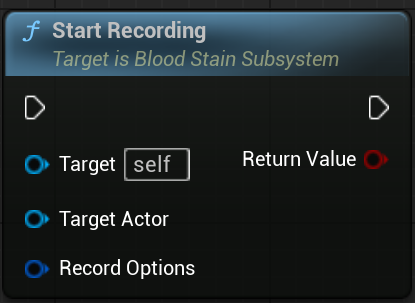 f Start Recording
Target is Blood Stain Subsystem
Target self
Return Value
Target Actor
Record Options